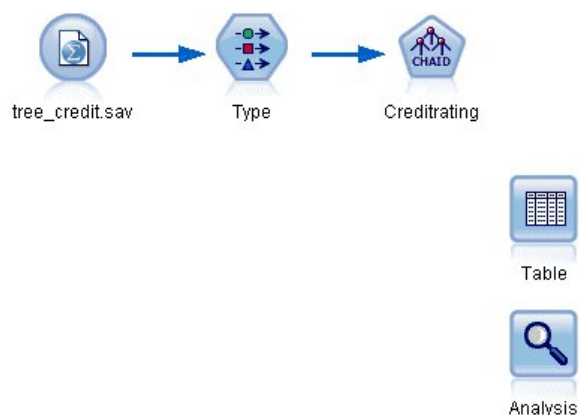 CHAID
tree_credit.sav
Type
Creditrating
Table
Analysis